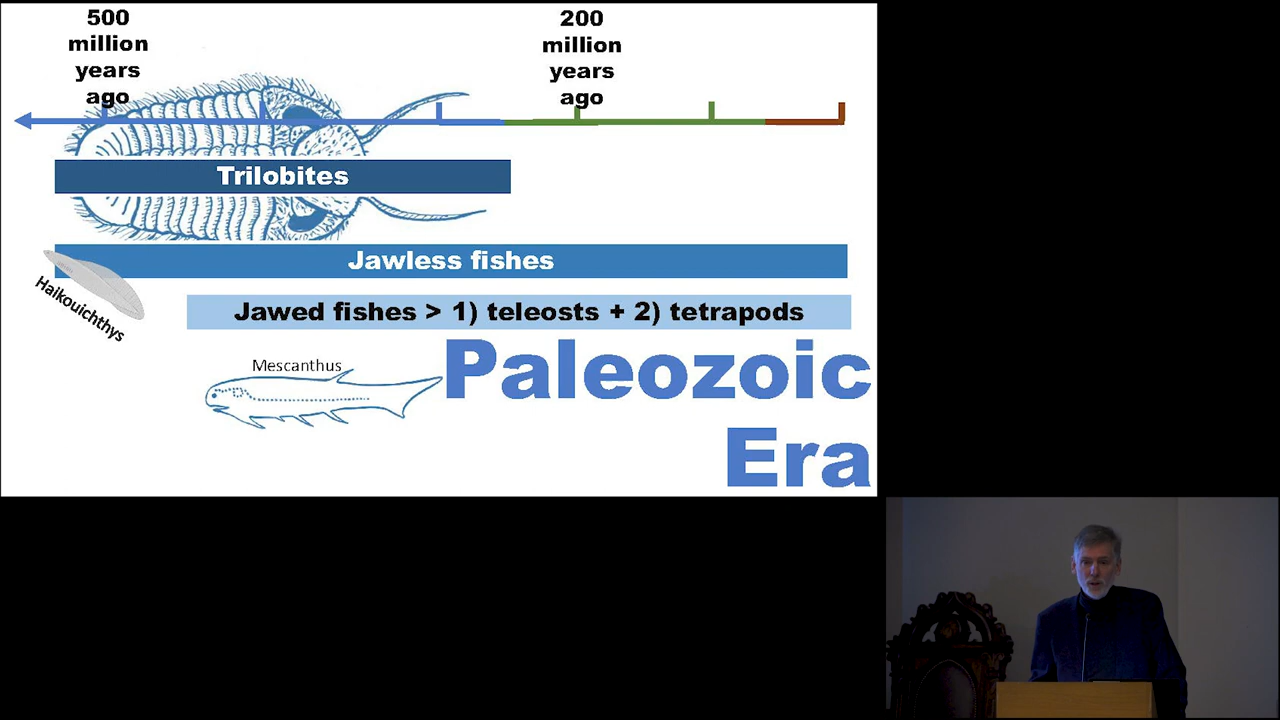 500
million
years
ago
200
million
years
ago
Trilobites
Jawless fishes
Haikouichthys
Jawed fishes > 1) teleosts + 2) tetrapods
Mescanthus
Paleozoic
Era